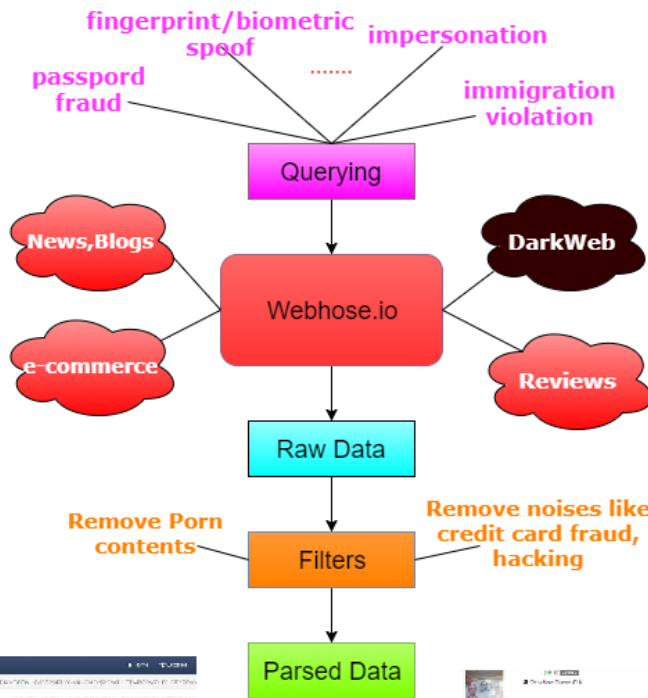 fingerprint/biometric
spoof
impersonation
.......
passpord
fraud
immigration
violation
Querying
News,Blogs
DarkWeb
Webhose.io
e-commerce
Reviews
Raw Data
Remove Porn
contents
Filters
Remove noises like
credit card fraud,
hacking
Parsed Data